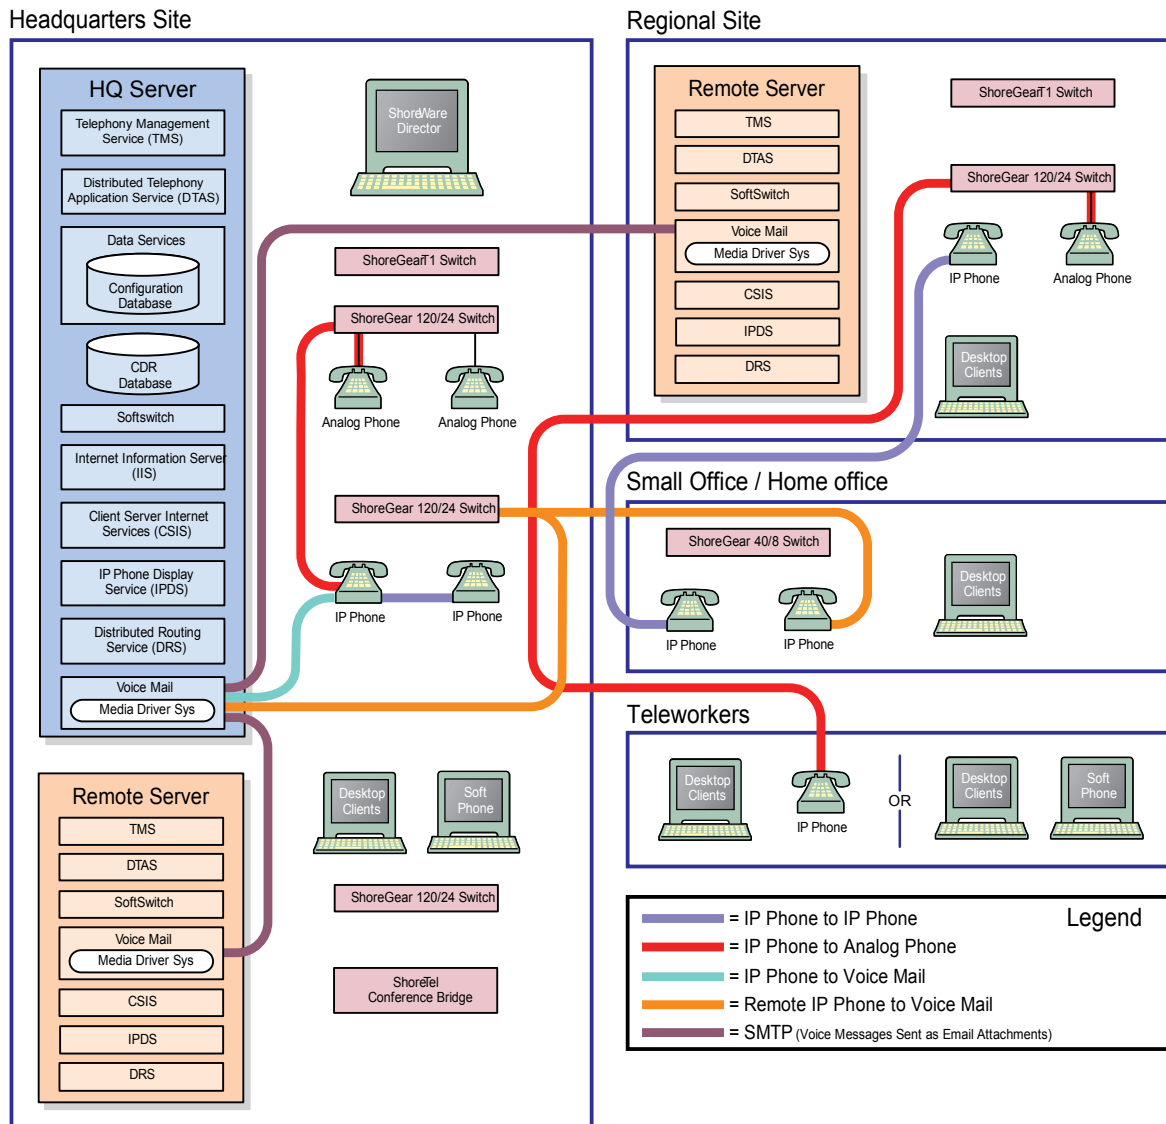 Headquarters Site
HQ Server
Telephony Management
Service (TMS)
Distributed Telephony
Application Service (DTAS)
Data Services
Configuration
Database
CDR
Database
Softswitch
Internet Information Server
(IIS)
Client Server Internet
Services (CSIS)
IP Phone Display
Service (IPDS)
Distributed Routing
Service (DRS)
Voice Mail
Media Driver Sys
Remote Server
TMS
DTAS
SoftSwitch
Voice Mail
Media Driver Sys
CSIS
IPDS
DRS
ShoreWare
Director
ShoreGearT1 Switch
ShoreGear 120/24 Switch
Analog Phone
Analog Phone
ShoreGear 120/24 Switch
IP Phone
IP Phone
Desktop
Clients
Soft
Phone
ShoreGear 120/24 Switch
ShoreTel
Conference Bridge
Regional Site
Remote Server
TMS
DTAS
SoftSwitch
Voice Mail
Media Driver Sys
CSIS
IPDS
DRS
ShoreGearT1 Switch
ShoreGear 120/24 Switch
IP Phone
Analog Phone
Desktop
Clients
Small Office / Home office
ShoreGear 40/8 Switch
IP Phone
IP Phone
Desktop
Clients
Teleworkers
Desktop
Clients
IP Phone
OR
Desktop
Clients
Soft
Phone
Legend
= IP Phone to IP Phone
= IP Phone to Analog Phone
= IP Phone to Voice Mail
= Remote IP Phone to Voice Mail
= SMTP (Voice Messages Sent as Email Attachments)